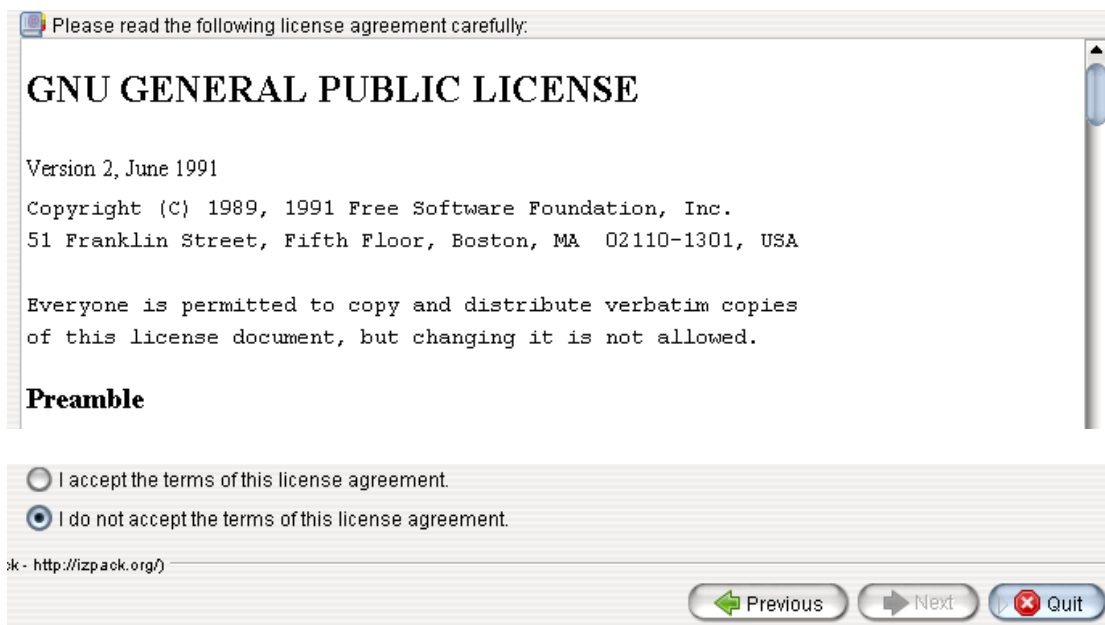 Please read the following license agreement carefully:
GNU GENERAL PUBLIC LICENSE
Version 2, June 1991
Copyright (C) 1989, 1991 Free Software Foundation, Inc.
51 Franklin Street, Fifth Floor, Boston, MA  02110-1301, USA
Everyone is permitted to copy and distribute verbatim copies
of this license document, but changing it is not allowed.
Preamble
I accept the terms of this license agreement.
I do not accept the terms of this license agreement.
- http://izpack.org/)
Previous Next Quit